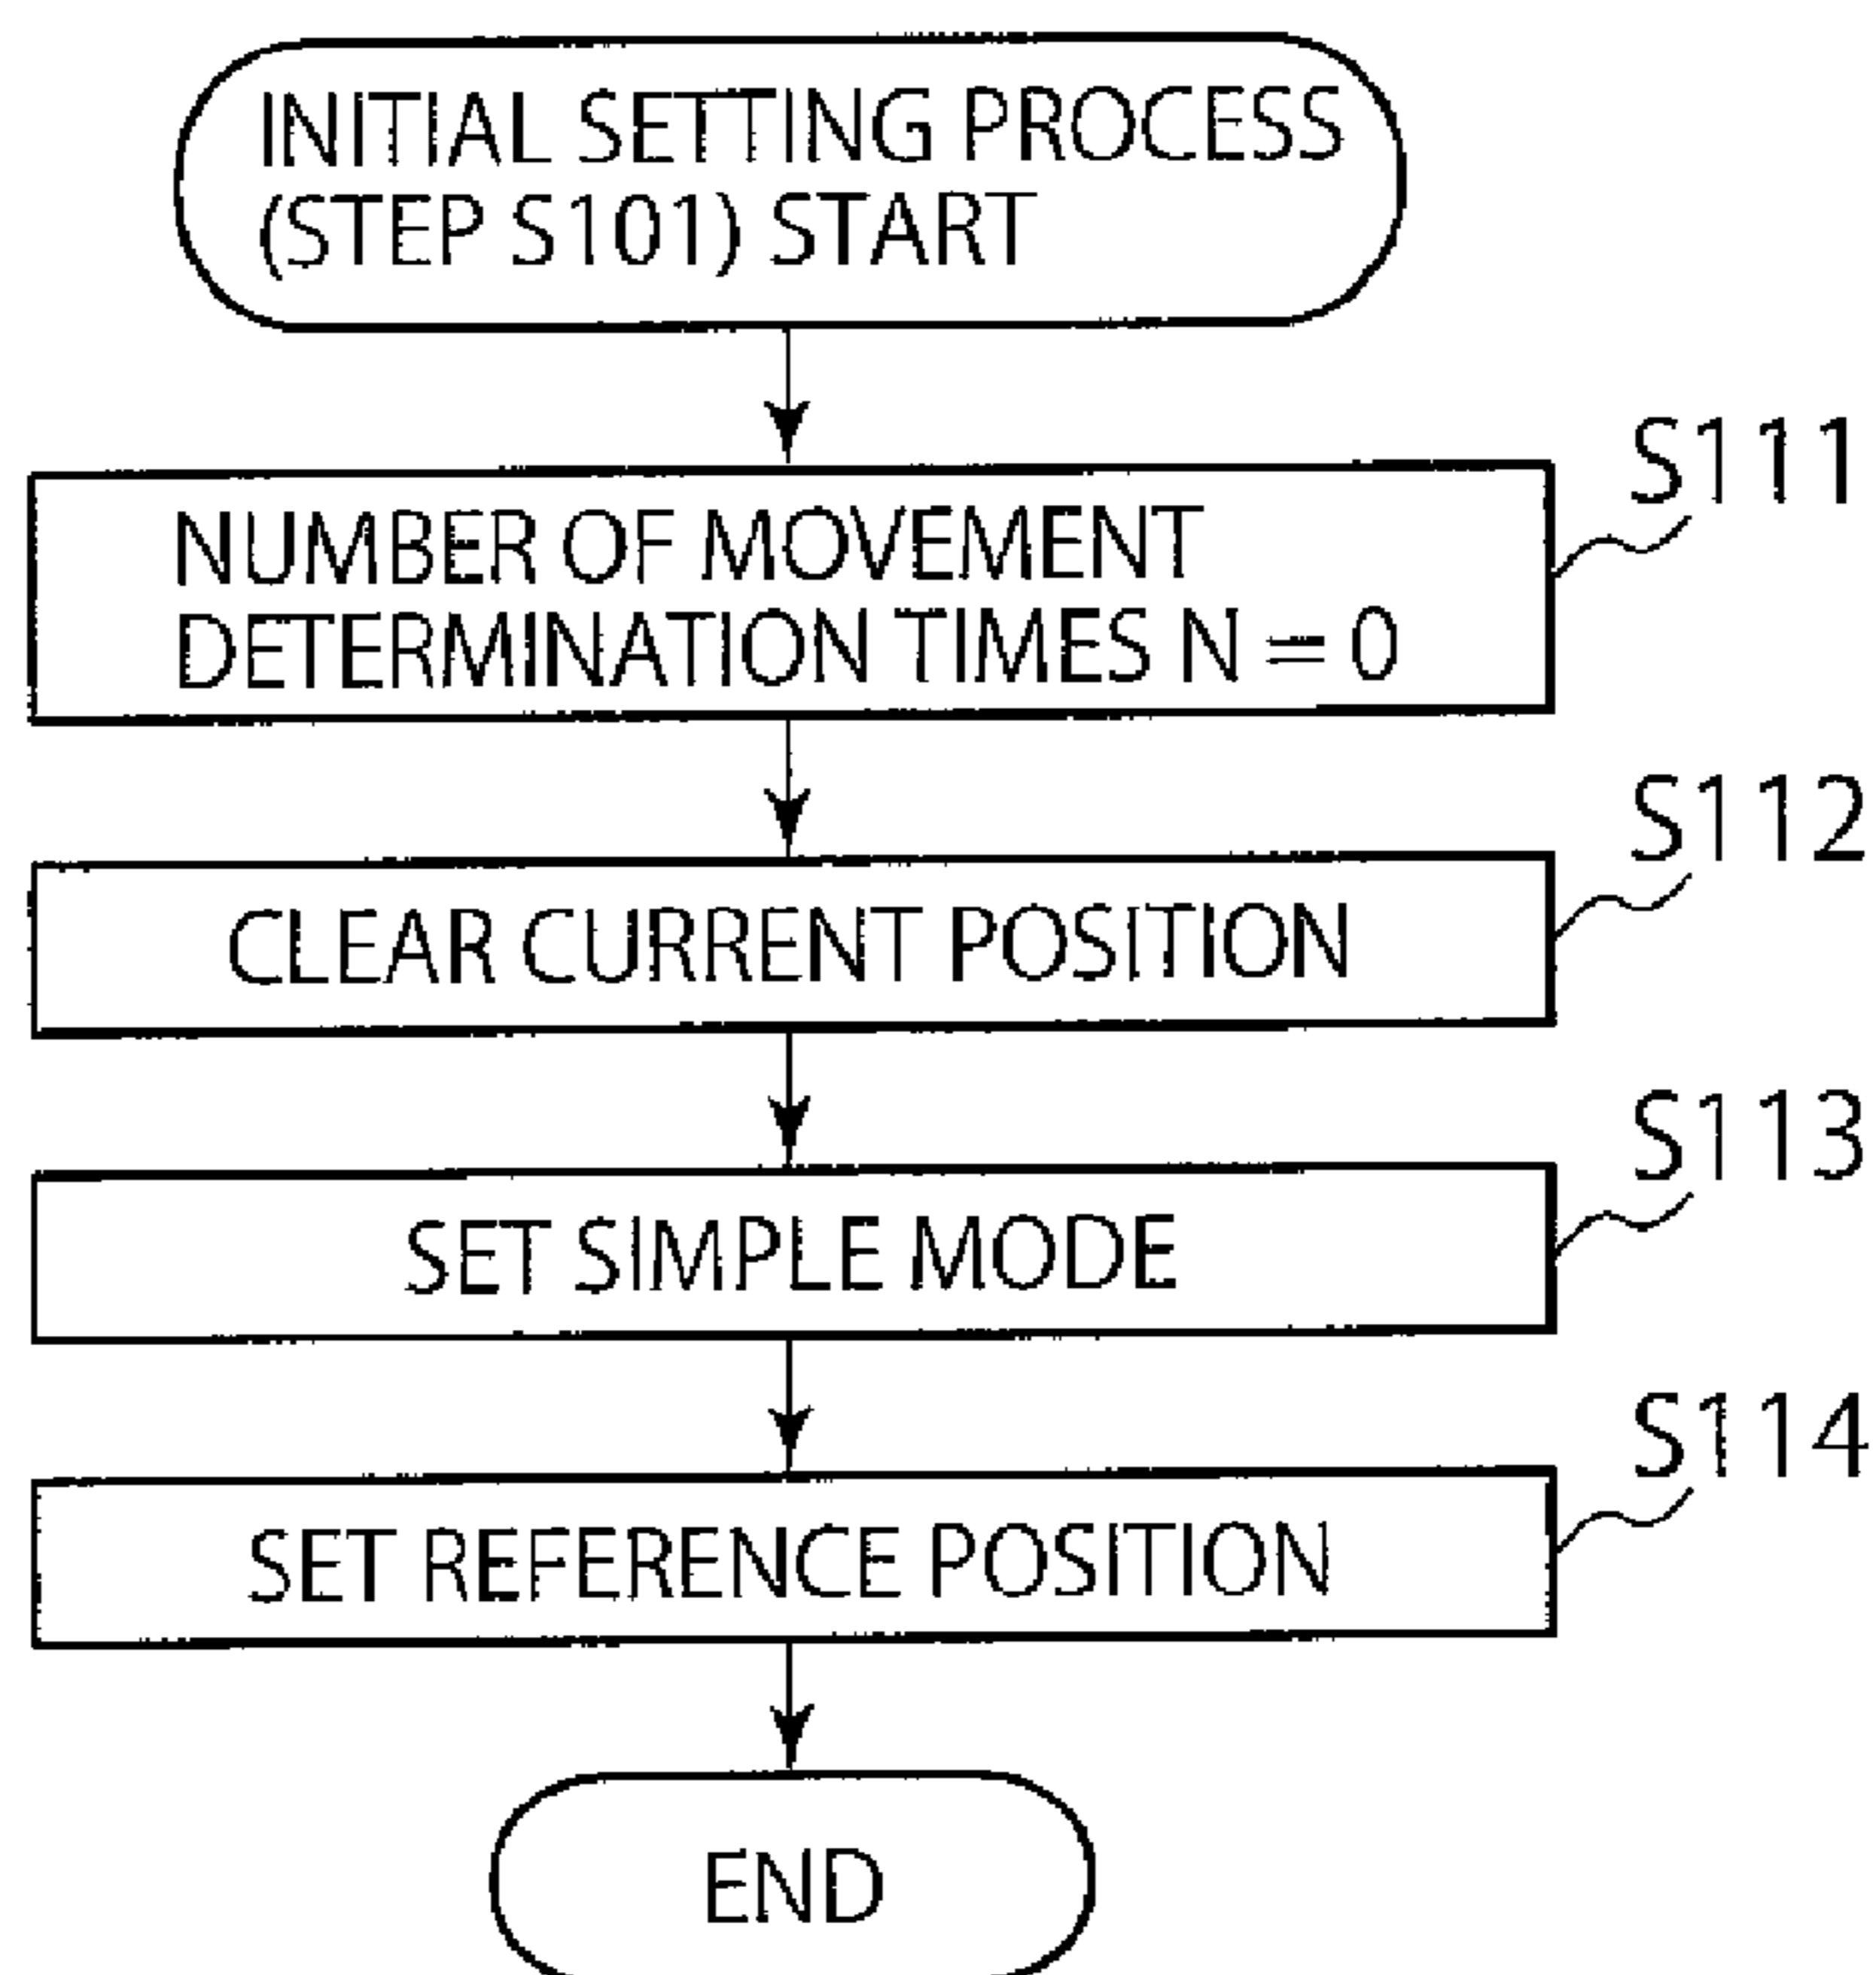 INITIAL SETTING PROCESS
(STEP S101) START
S111
NUMBER OF MOVEMENT
DETERMINATION TIMES N = 0
S112
CLEAR CURRENT POSITION
S113
SET SIMPLE MODE
S114
SET REFERENCE POSITION
END